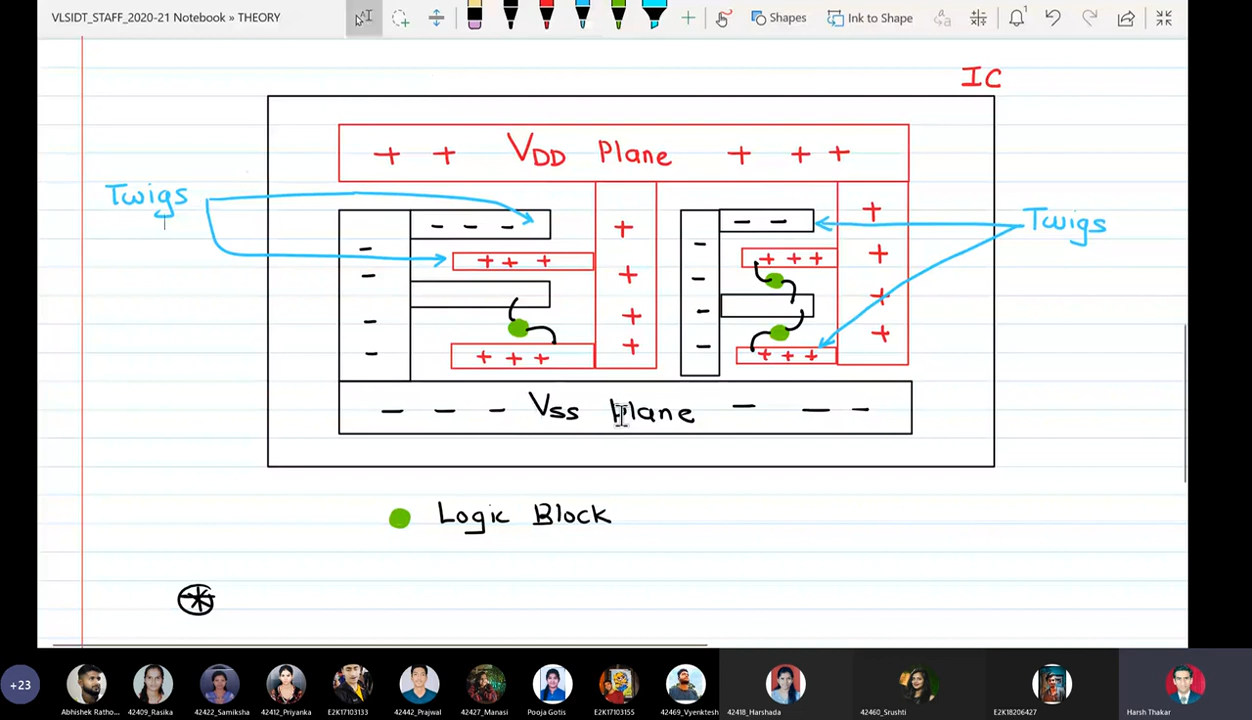 VLSIDT_STAFF_2020-21 Notebook » THEORY
Shapes
Ink to Shape
IC
+ + VDD Plane + + +
Twigs
Twigs
- - -
- -
+ + +
+ + +
+ + +
+ + +
+ + + +
+ + + +
- - - -
- - - -
- - - Vss Plane - - -
Logic Block
+23
Abhishek Ratho...
42409_Rasika
42422_Samiksha
42412_Priyanka
E2K17103133
42442_Prajwal
42427_Manasi
Pooja Gotis
E2K17103155
42469_Vyenktesh
42418_Harshada
42460_Srushti
E2K18206427
Harsh Thakar